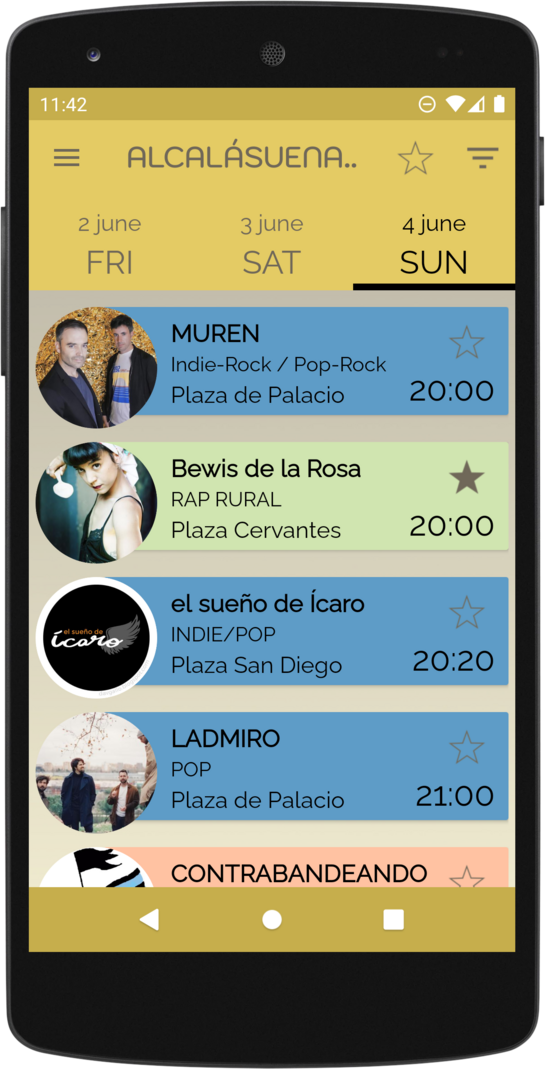 11:42
ALCALÁSUENA..
2 june
FRI
3 june
SAT
4 june
SUN
MUREN
Indie-Rock / Pop-Rock
Plaza de Palacio
20:00
Bewis de la Rosa
RAP RURAL
Plaza Cervantes
20:00
el sueño de
ícaro
el sueño de Ícaro
INDIE/POP
Plaza San Diego
20:20
LADMIRO
POP
Plaza de Palacio
21:00
CONTRABANDEANDO